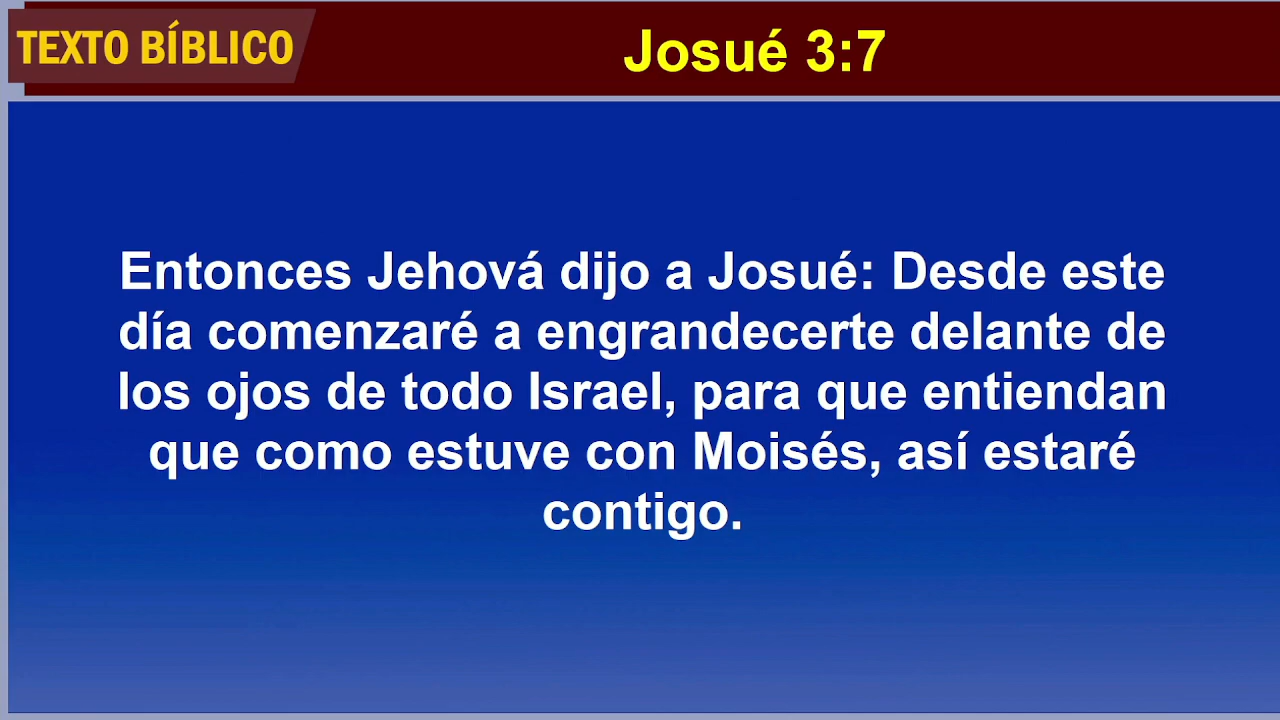 TEXTO BÍBLICO
Josué 3:7
Entonces Jehová dijo a Josué: Desde este
día comenzaré a engrandecerte delante de
los ojos de todo Israel, para que entiendan
que como estuve con Moisés, así estaré
contigo.